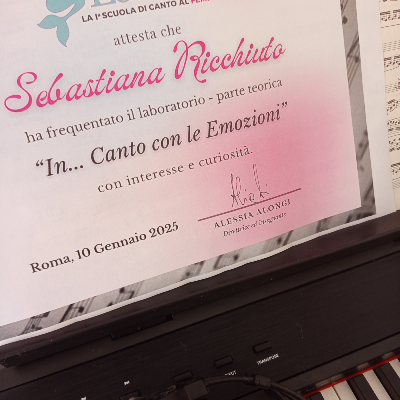 LA 1ª SCUOLA DI CANTO AL
attesta che
Sebastiana Ricchiuto
ha frequentato il laboratorio - parte teorica
"In... Canto con le Emozioni"
con interesse e curiosità.
ALESSIA ALONGI
Roma, 10 Gennaio 2025
TRANSPOSE